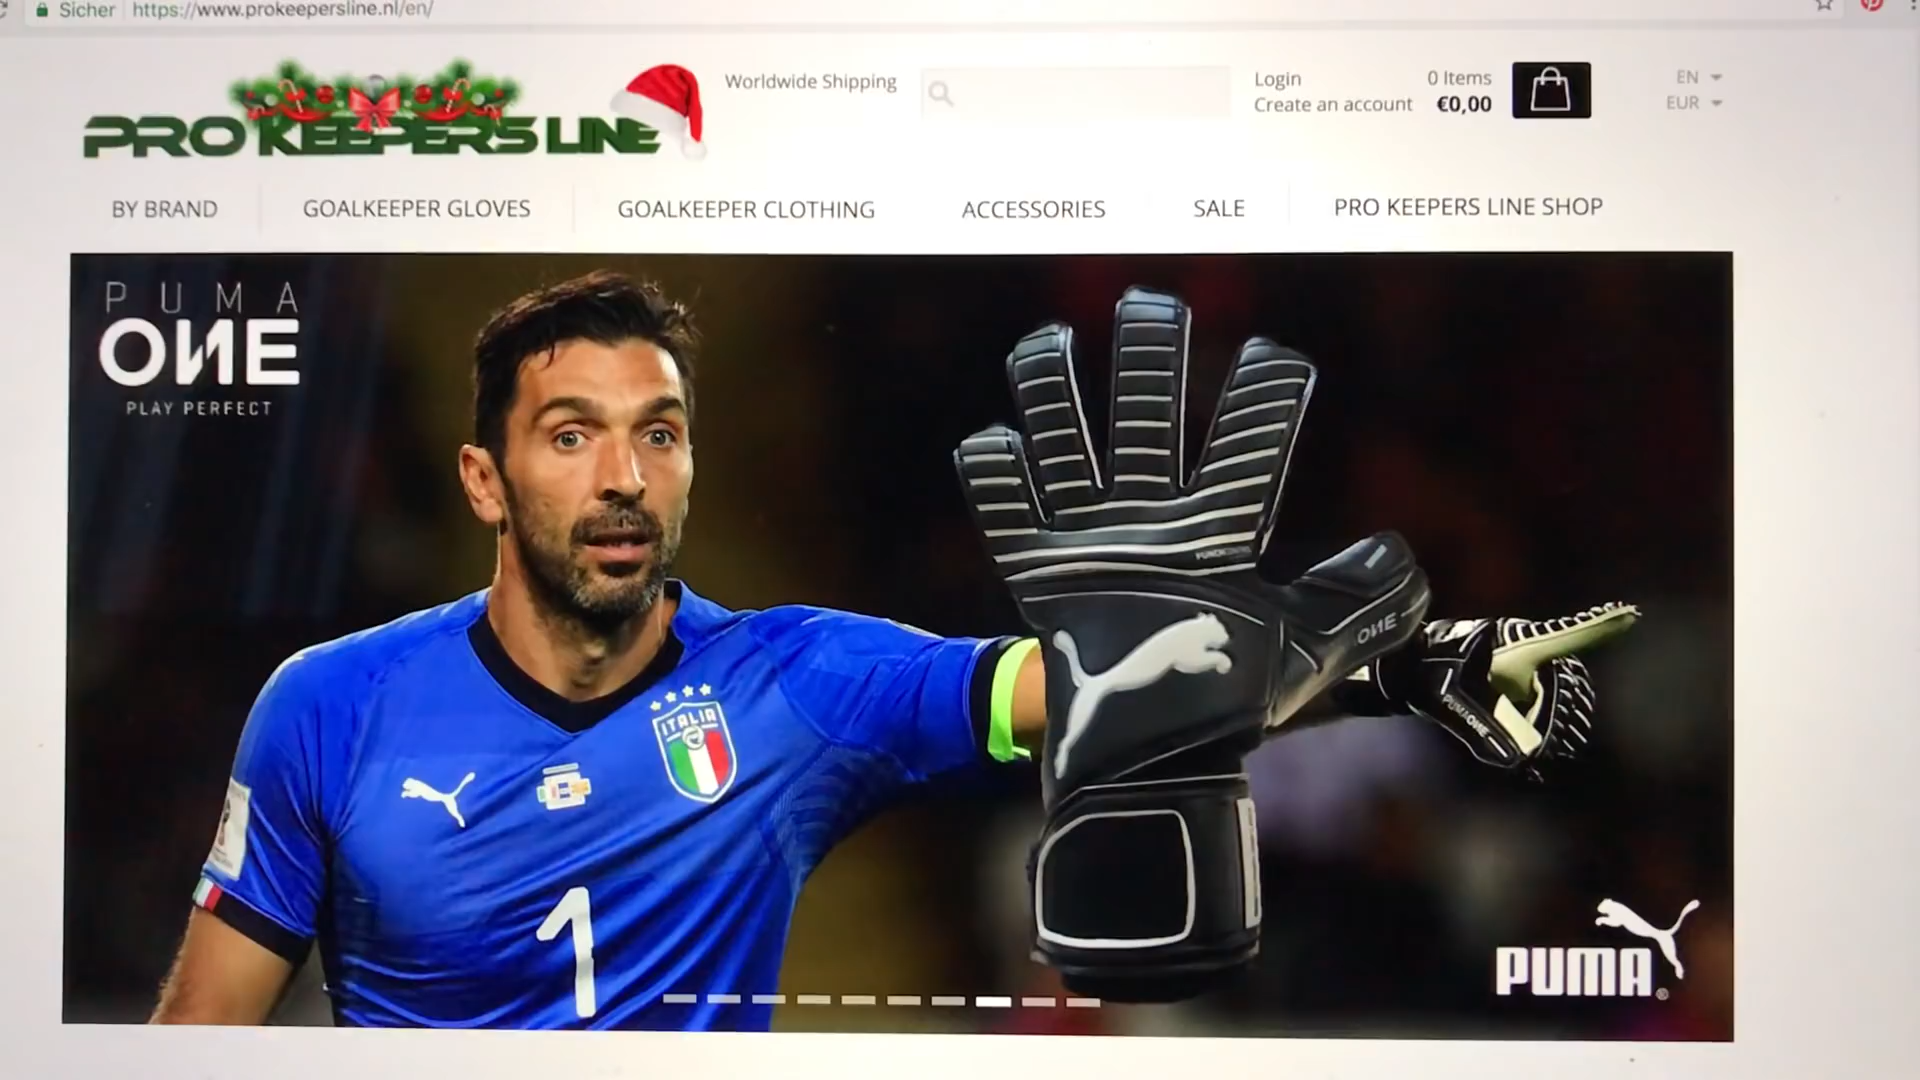 Sicher https://www.prokeepersline.nl/en/
PRO KEEPERS LINE
Worldwide Shipping
Login
Create an account
0 Items
€0,00
EN
EUR
BY BRAND
GOALKEEPER GLOVES
GOALKEEPER CLOTHING
ACCESSORIES
SALE
PRO KEEPERS LINE SHOP
PUMA
ONE
PLAY PERFECT
PUNCHCONTROL
ONE
PUMA ONE
ITALIA
1
PUMA